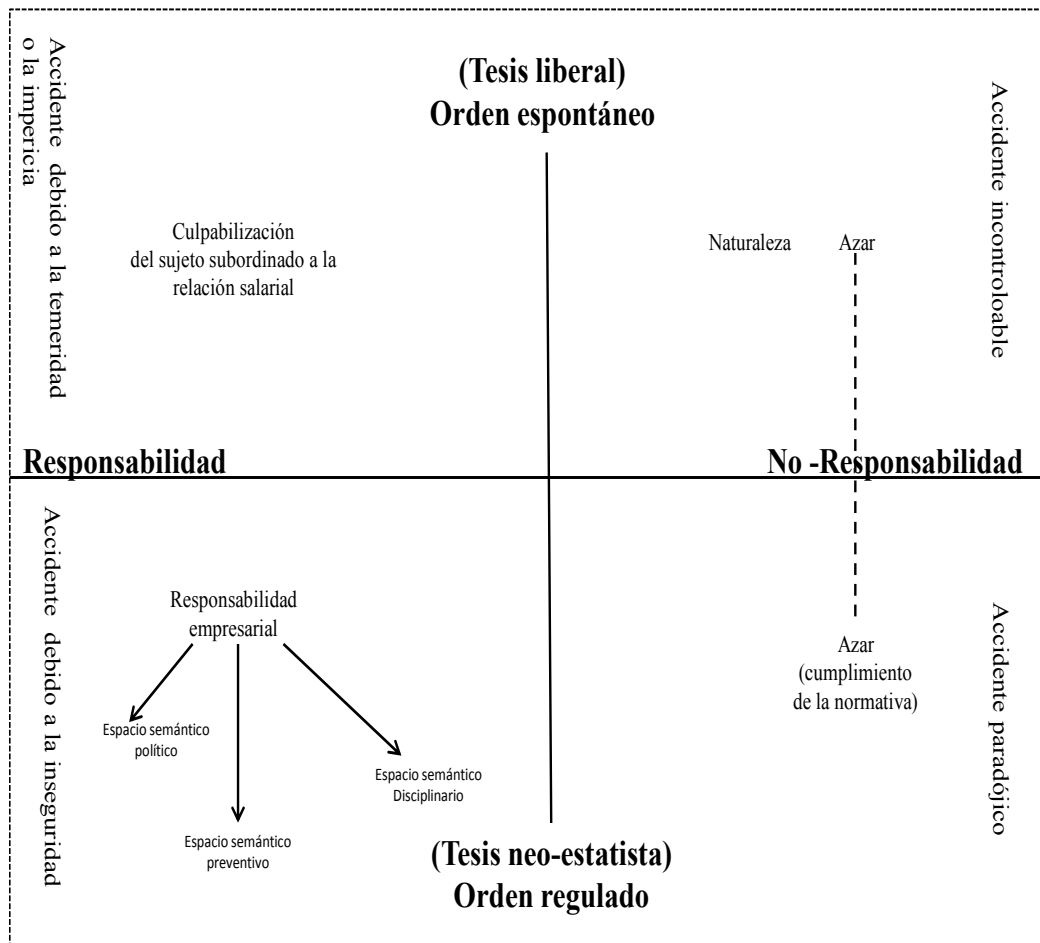 Accidente debido a la temeridad
o la impericia
(Tesis liberal)
Orden espontáneo
Accidente incontroloable
Culpabilización
del sujeto subordinado a la
relación salarial
Naturaleza
Azar
Responsabilidad
No -Responsabilidad
Accidente debido a la inseguridad
Responsabilidad
empresarial
Espacio semántico
político
Espacio semántico
preventivo
Espacio semántico
Disciplinario
Azar
(cumplimiento
de la normativa)
Accidente paradójico
(Tesis neo-estatista)
Orden regulado